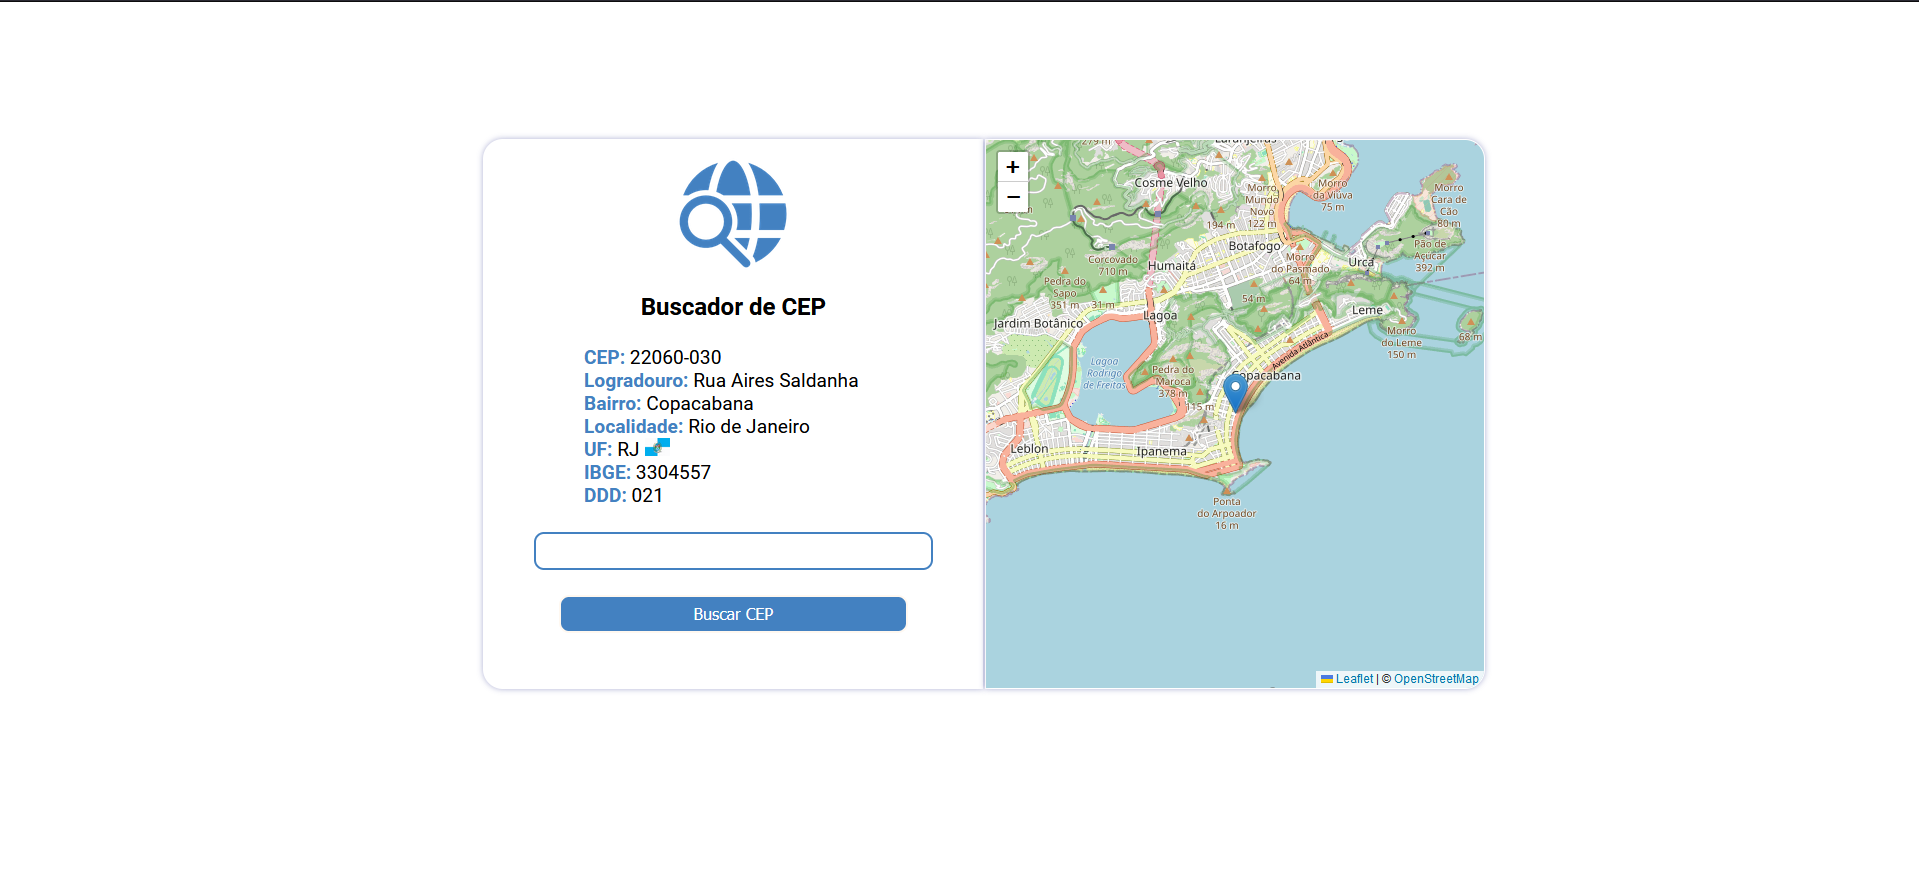 Buscador de CEP
CEP: 22060-030
Logradouro: Rua Aires Saldanha
Bairro: Copacabana
Localidade: Rio de Janeiro
UF: RJ
IBGE: 3304557
DDD: 021
Buscar CEP
+
−
279 m
Laranjeiras
Cosme Velho
Morro
Mundo
Novo
122 m
Morro
da Viúva
75 m
Morro
Cara de
Cão
80 m
194 m
Botafogo
Pão de
Açúcar
392 m
Corcovado
710 m
Humaitá
Morro
do Pasmado
64 m
Urca
Pedra do
Sapo
351 m
31 m
54 m
Jardim Botânico
Lagoa
Leme
Morro
do Leme
150 m
68 m
Avenida Atlântica
Lagoa
Rodrigo
de Freitas
Pedra do
Maroca
378 m
Copacabana
115 m
Leblon
Ipanema
Ponta
do Arpoador
16 m
Leaflet | © OpenStreetMap